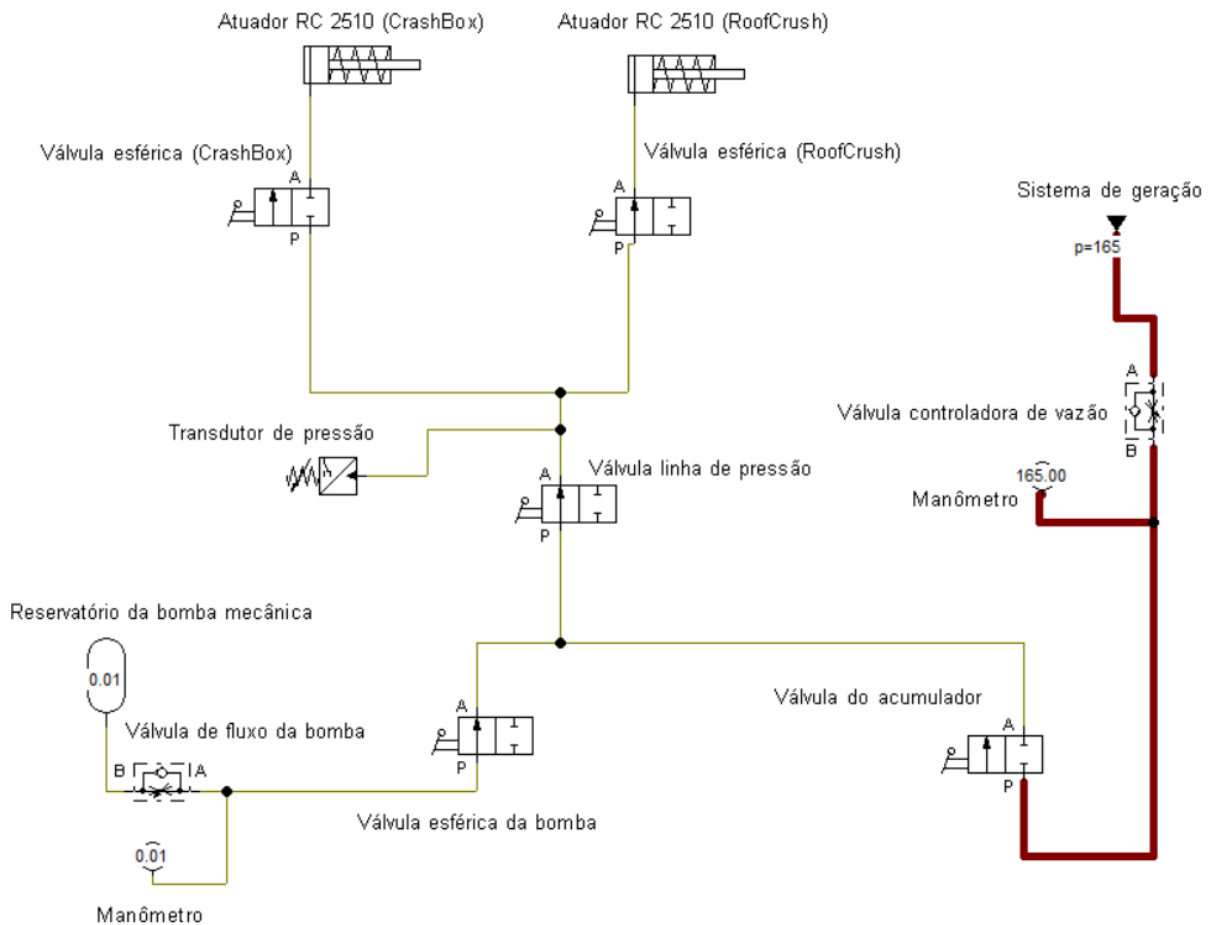 Atuador RC 2510 (CrashBox)
Atuador RC 2510 (RoofCrush)
Válvula esférica (CrashBox)
A
P
Válvula esférica (RoofCrush)
A
P
Sistema de geração
p=165
A
Válvula controladora de vazão
B
165.00
Manômetro
Transdutor de pressão
A
Válvula linha de pressão
P
Reservatório da bomba mecânica
0.01
Válvula de fluxo da bomba
B
A
A
P
Válvula esférica da bomba
Válvula do acumulador
A
P
0.01
Manômetro